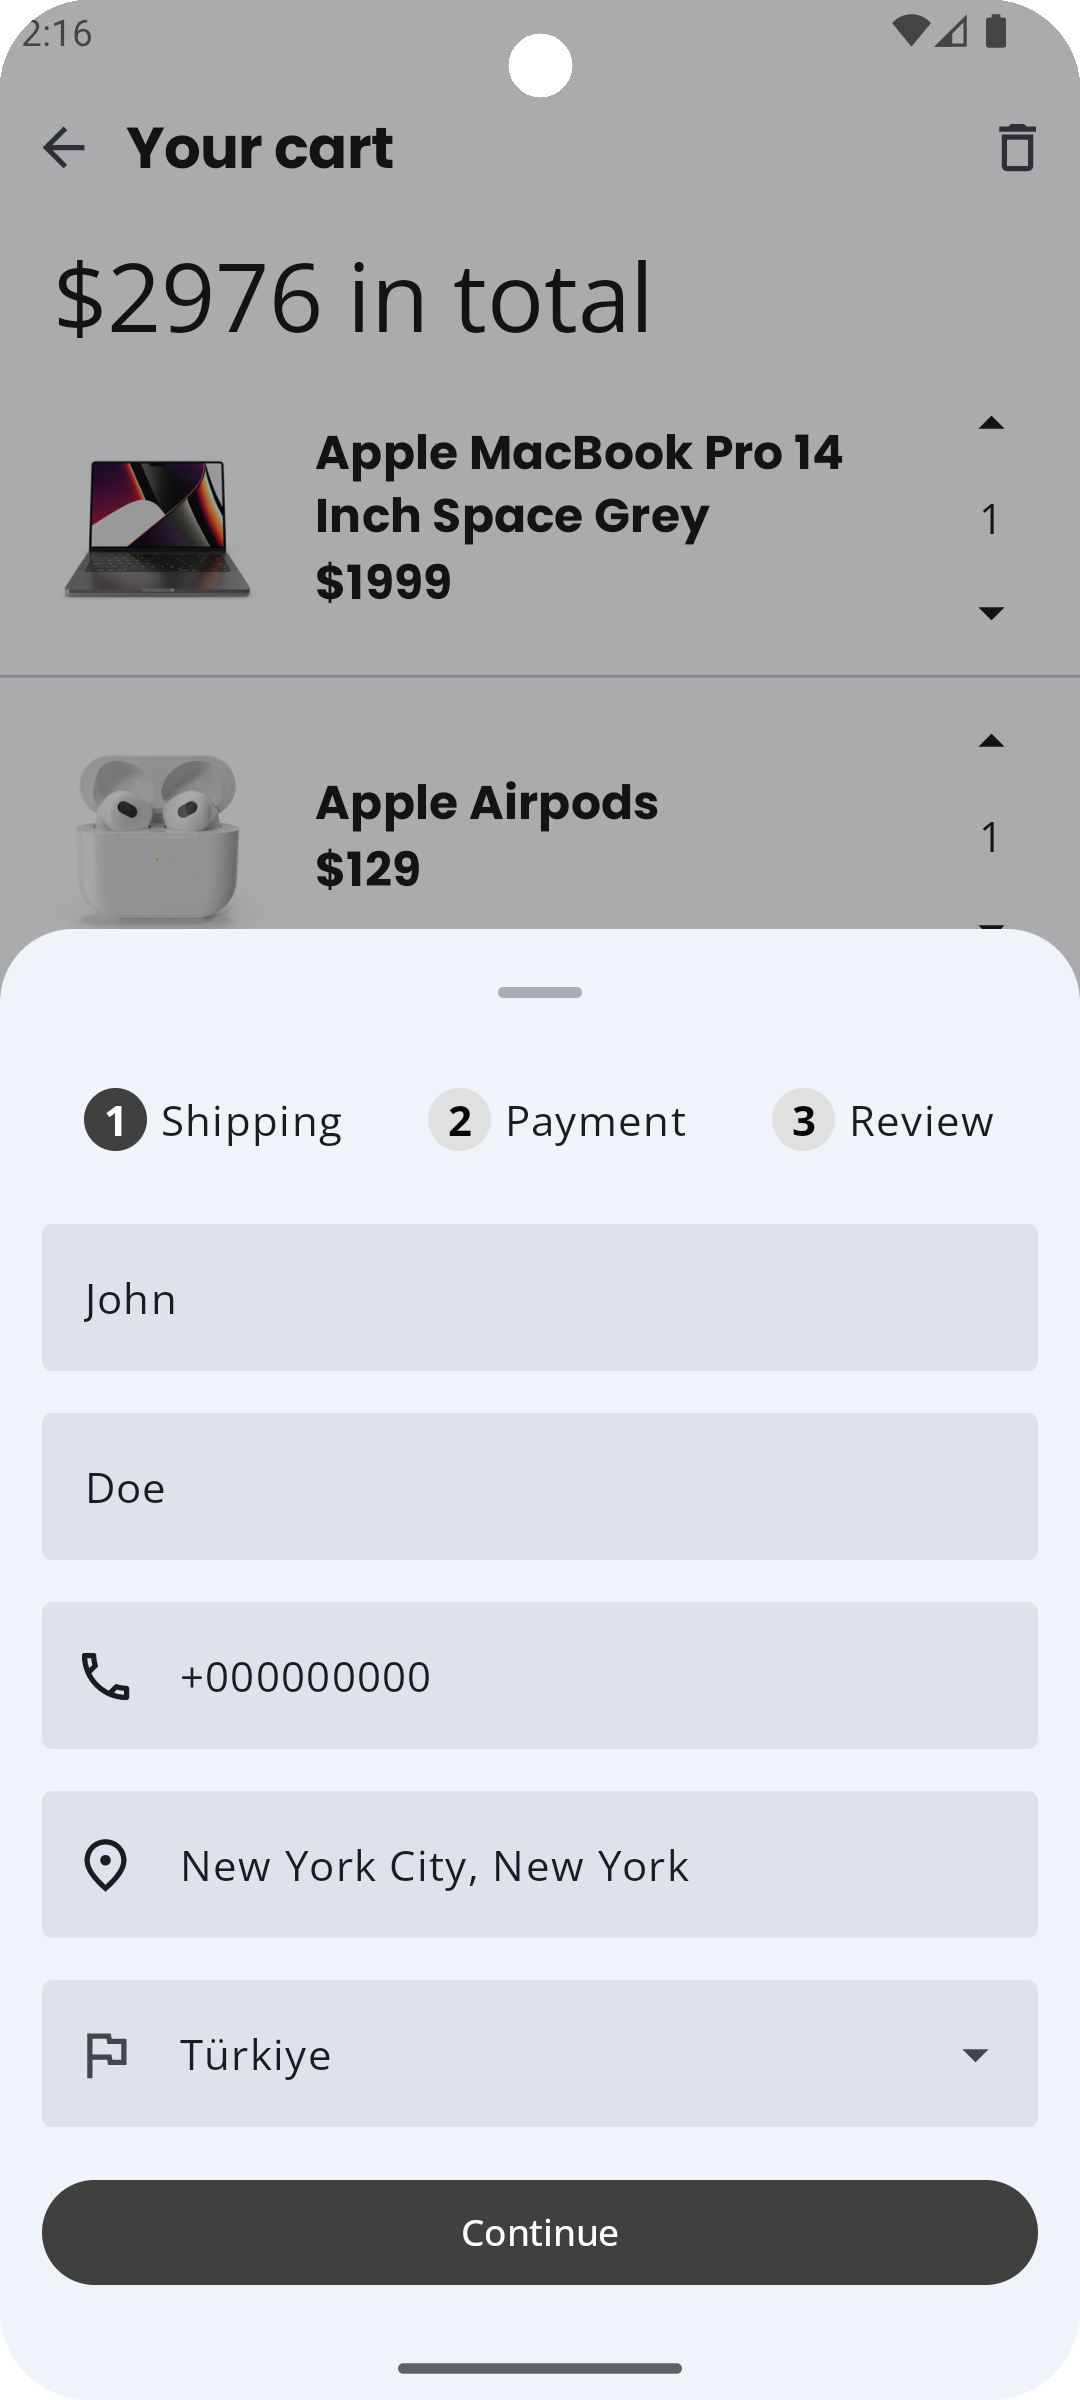 2:16
Your cart
$2976 in total
Apple MacBook Pro 14
Inch Space Grey
$1999
1
Apple Airpods
$129
1
1 Shipping 2 Payment 3 Review
John
Doe
+000000000
New York City, New York
Türkiye
Continue